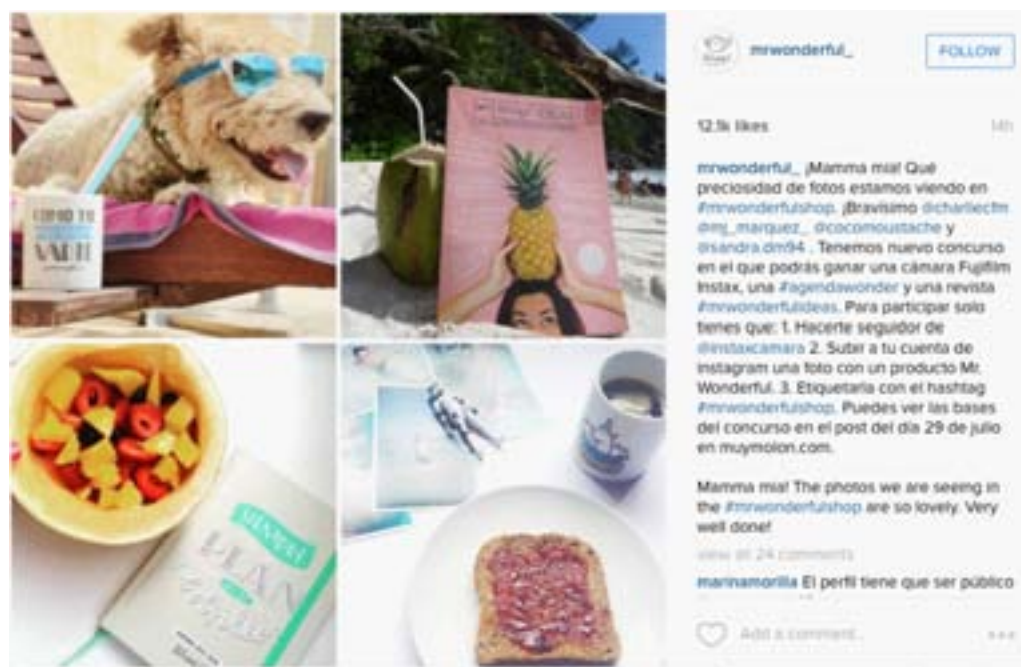 mrwonderful_
FOLLOW
12.1k likes
14h
mrwonderful_ ¡Mamma mia! Qué
preciosidad de fotos estamos viendo en
#mrwonderfulshop. ¡Bravísimo @charliecfm
@mj_marquez_ @cocomoustache y
@sandra.dm94 . Tenemos nuevo concurso
en el que podrás ganar una cámara Fujifilm
Instax, una #agendawonder y una revista
#mrwonderfulideas. Para participar solo
tienes que: 1. Hacerte seguidor de
@instaxcamara 2. Subir a tu cuenta de
instagram una foto con un producto Mr.
Wonderful. 3. Etiquetarla con el hashtag
#mrwonderfulshop. Puedes ver las bases
del concurso en el post del día 29 de julio
en muymolon.com.
Mamma mia! The photos we are seeing in
the #mrwonderfulshop are so lovely. Very
well done!
view all 24 comments
marinamorilla El perfil tiene que ser público
Add a comment...
COMO TÚ
PLAN